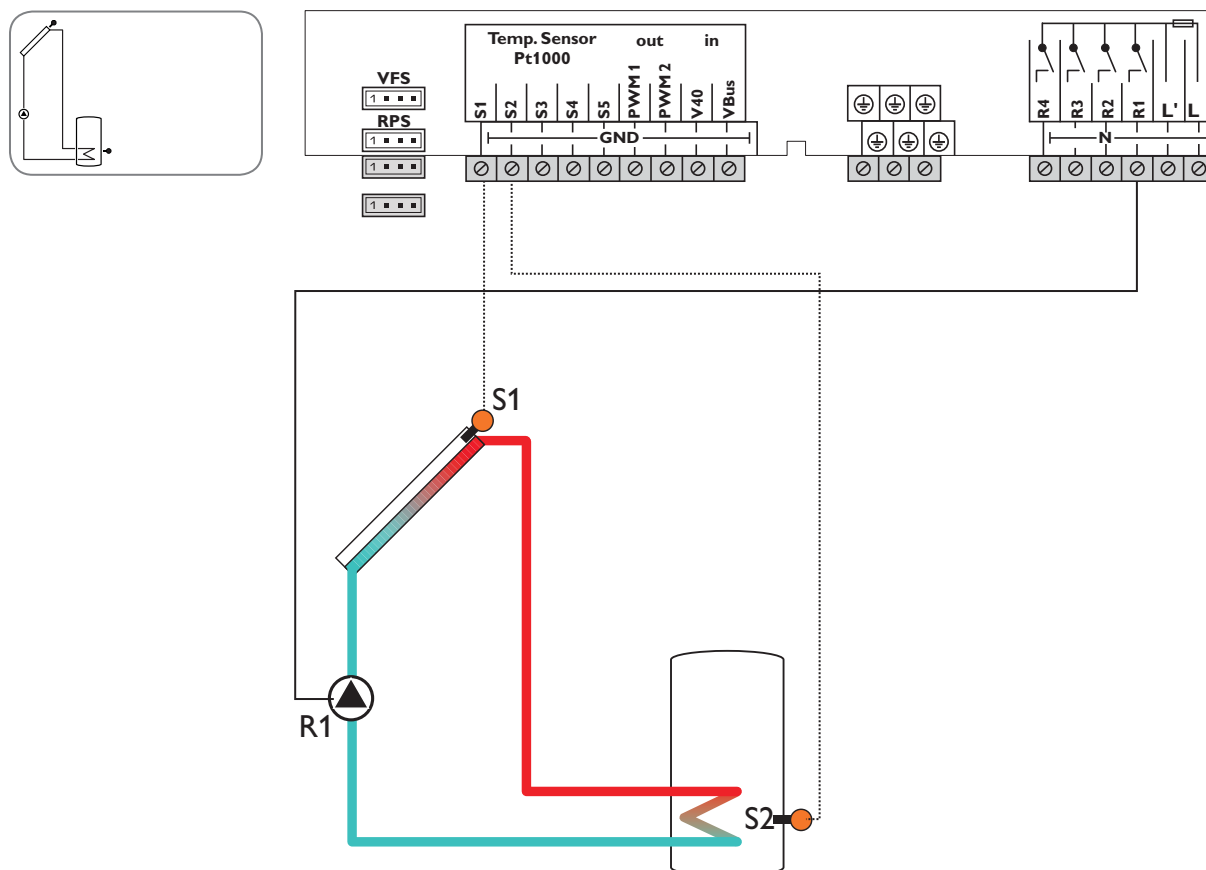 Temp. Sensor
Pt1000
out
in
VFS
1
RPS
1
1
1
S1
S2
S3
S4
S5
PWM 1
PWM 2
V40
VBus
GND
R4
R3
R2
R1
L'
L
N
S1
R1
S2